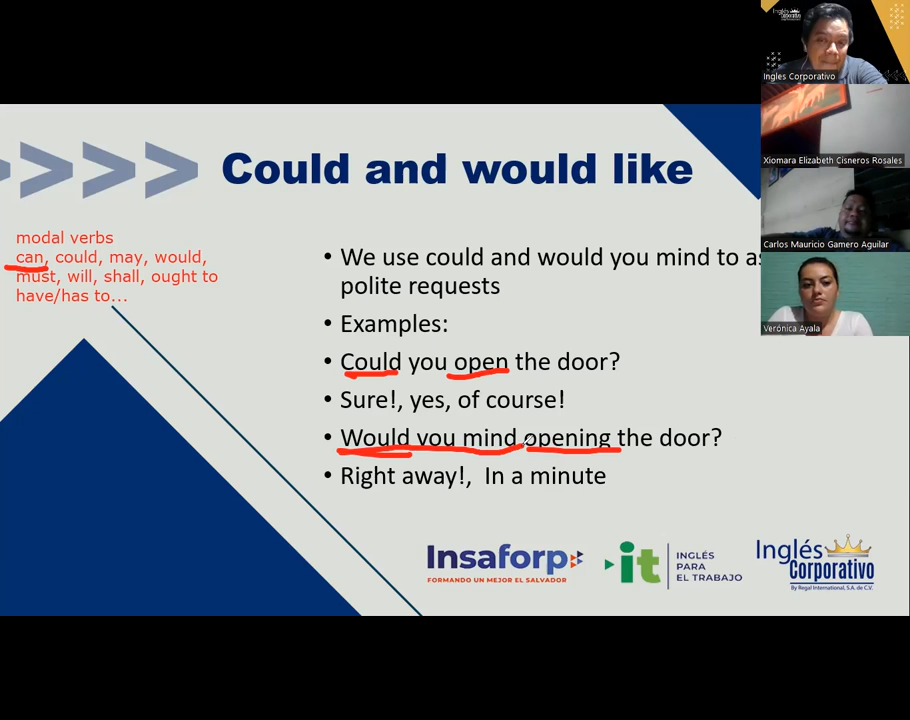 Inglés
Corporativo
Ingles Corporativo
Xiomara Elizabeth Cisneros Rosales
Carlos Mauricio Gamero Aguilar
Verónica Ayala
>>>>
Could and would like
modal verbs
can, could, may, would,
must, will, shall, ought to
have/has to...
• We use could and would you mind to
polite requests
• Examples:
• Could you open the door?
• Sure!, yes, of course!
• Would you mind opening the door?
• Right away!, In a minute
Insaforp
FORMANDO UN MEJOR EL SALVADOR
it
INGLÉS
PARA
EL TRABAJO
Inglés
Corporativo
By Regal International, S.A. de C.V.